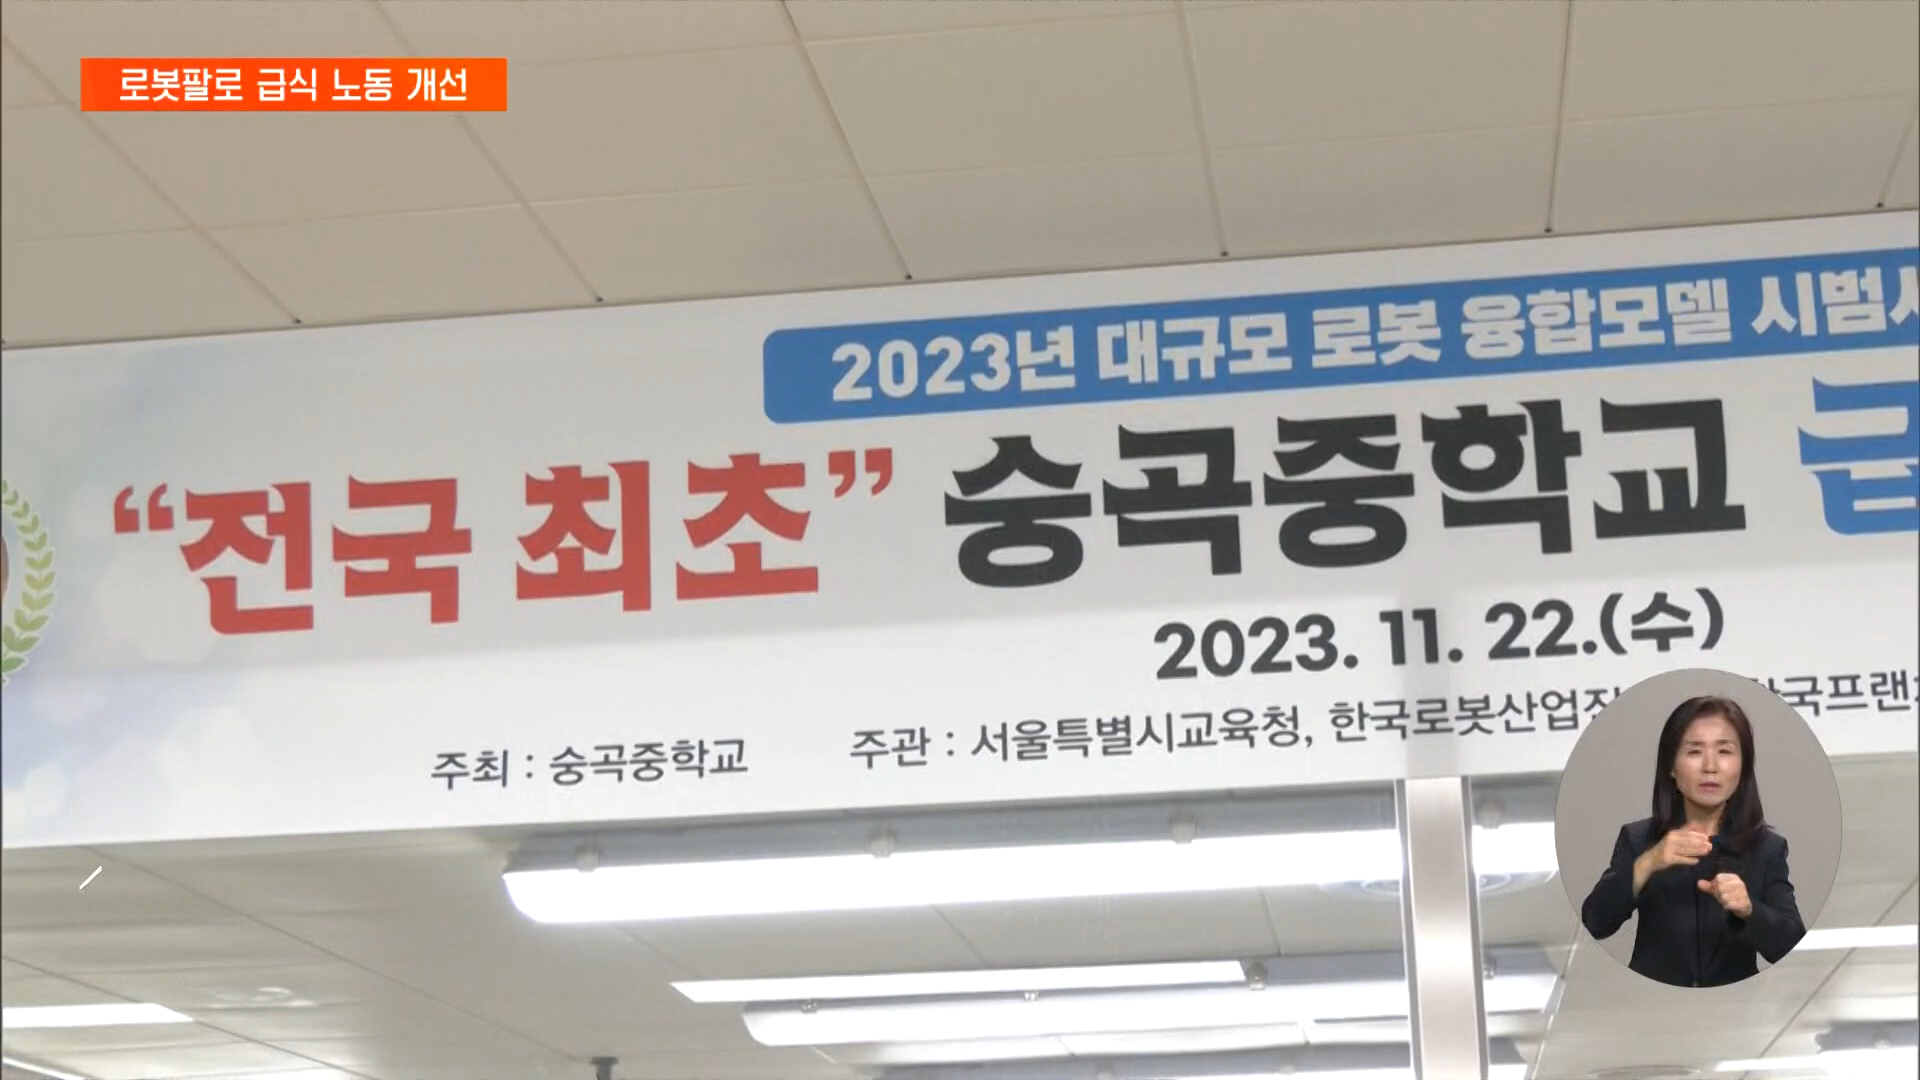 로봇팔로 급식 노동 개선
2023년 대규모 로봇 융합모델 시범
“전국 최초” 숭곡중학교
2023. 11. 22.(수)
주최 : 숭곡중학교 주관 : 서울특별시교육청, 한국로봇산업